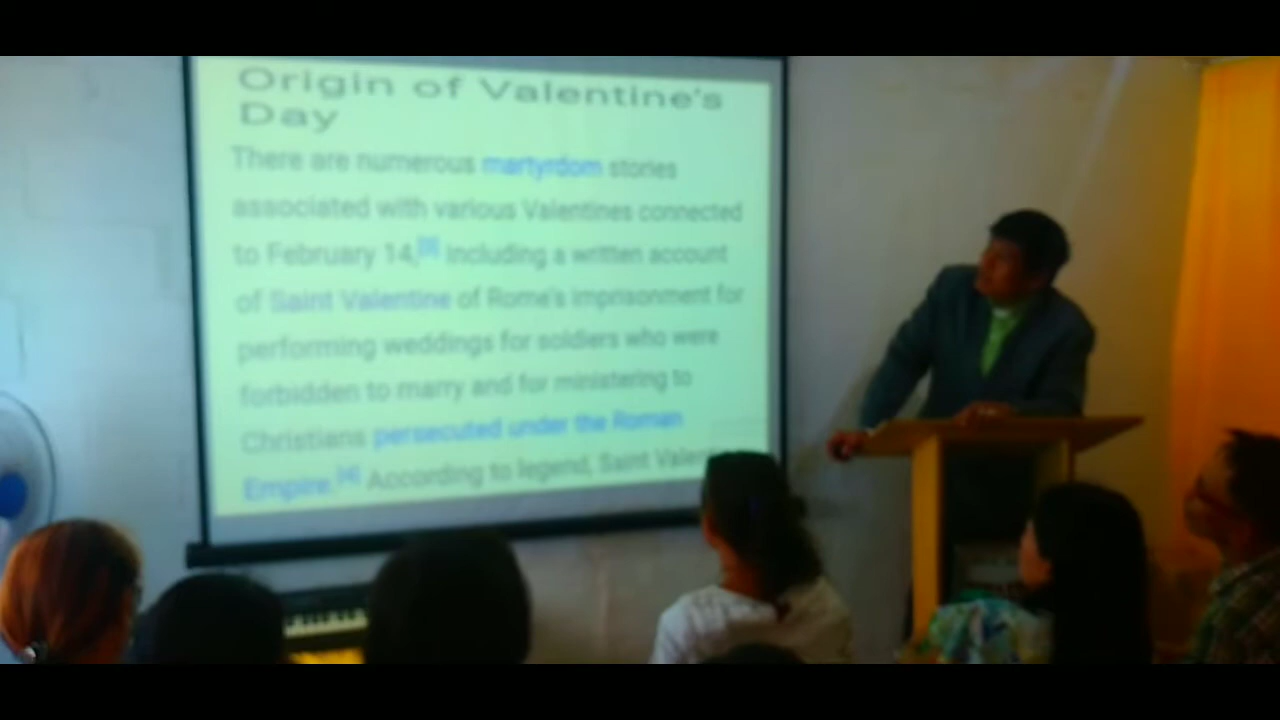 Origin of Valentine's
Day
There are numerous martyrdom stories
associated with various Valentines connected
to February 14,[3] including a written account
of Saint Valentine of Rome's imprisonment for
performing weddings for soldiers who were
forbidden to marry and for ministering to
Christians persecuted under the Roman
Empire.[4] According to legend, Saint Valen